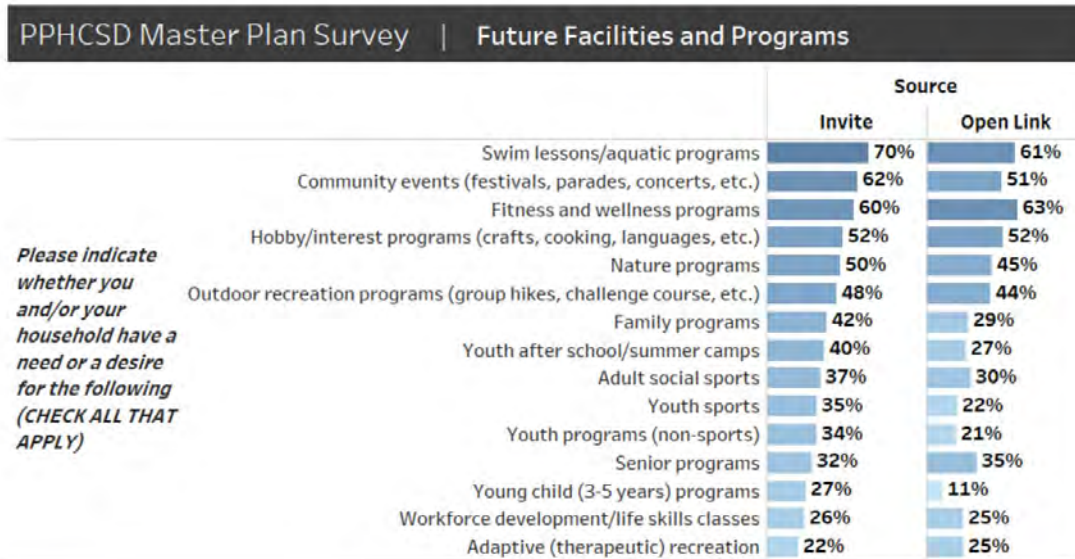 PPHCSD Master Plan Survey | Future Facilities and Programs
Source
Invite Open Link
Please indicate
whether you
and/or your
household have a
need or a desire
for the following
(CHECK ALL THAT
APPLY)
Swim lessons/aquatic programs 70% 61%
Community events (festivals, parades, concerts, etc.) 62% 51%
Fitness and wellness programs 60% 63%
Hobby/interest programs (crafts, cooking, languages, etc.) 52% 52%
Nature programs 50% 45%
Outdoor recreation programs (group hikes, challenge course, etc.) 48% 44%
Family programs 42% 29%
Youth after school/summer camps 40% 27%
Adult social sports 37% 30%
Youth sports 35% 22%
Youth programs (non-sports) 34% 21%
Senior programs 32% 35%
Young child (3-5 years) programs 27% 11%
Workforce development/life skills classes 26% 25%
Adaptive (therapeutic) recreation 22% 25%